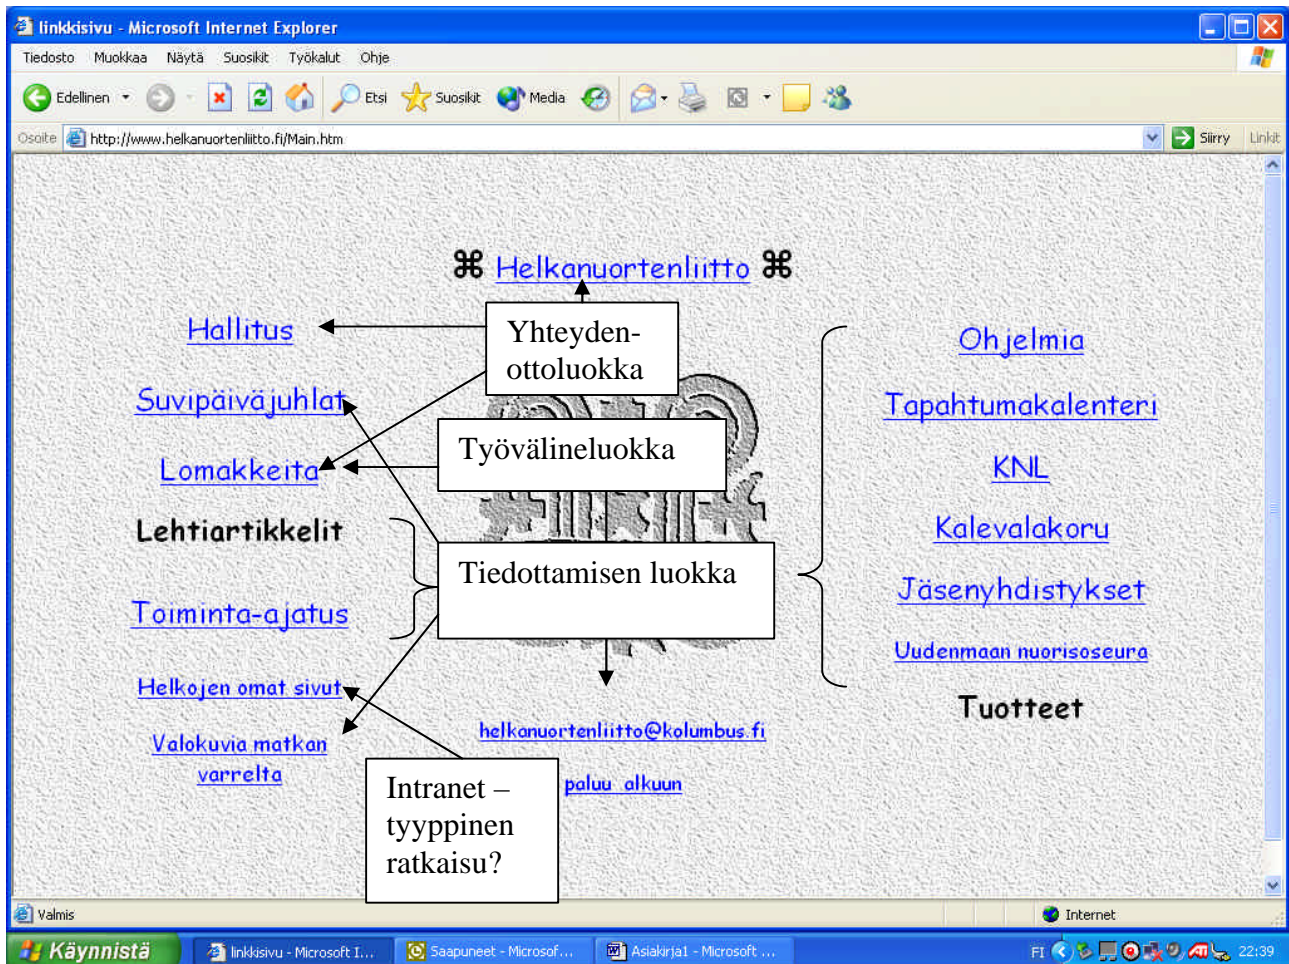 linkkisivu - Microsoft Internet Explorer
Tiedosto Muokkaa Näytä Suosikit Työkalut Ohje
Edellinen Etsi Suosikit Media
Osoite http://www.helkanuortenliitto.fi/Main.htm Siirry Linkit
⌘ Helkanuortenliitto ⌘
Hallitus
Suvipäiväjuhlat
Lomakkeita
Lehtiartikkelit
Toiminta-ajatus
Helkojen omat sivut
Valokuvia matkan
varrelta
Yhteyden-
ottoluokka
Työvälineluokka
Tiedottamisen luokka
helkanuortenliitto@kolumbus.fi
paluu alkuun
Intranet –
tyyppinen
ratkaisu?
Ohjelmia
Tapahtumakalenteri
KNL
Kalevalakoru
Jäsenyhdistykset
Uudenmaan nuorisoseura
Tuotteet
Valmis Internet
Käynnistä linkkisivu - Microsoft I... Saapuneet - Microsof... Asiakirja1 - Microsoft ... FI 22:39